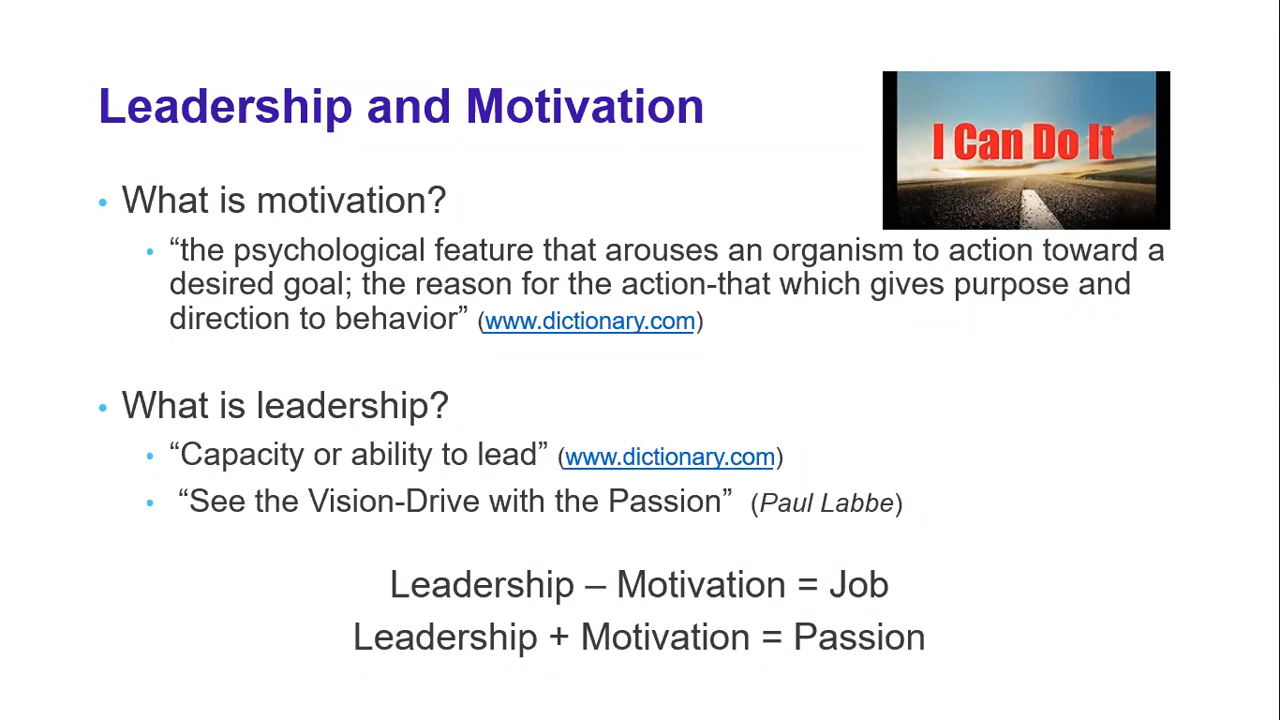 Leadership and Motivation
I Can Do It
• What is motivation?
• “the psychological feature that arouses an organism to action toward a
desired goal; the reason for the action-that which gives purpose and
direction to behavior” (www.dictionary.com)
• What is leadership?
• “Capacity or ability to lead” (www.dictionary.com)
• “See the Vision-Drive with the Passion” (Paul Labbe)
Leadership – Motivation = Job
Leadership + Motivation = Passion